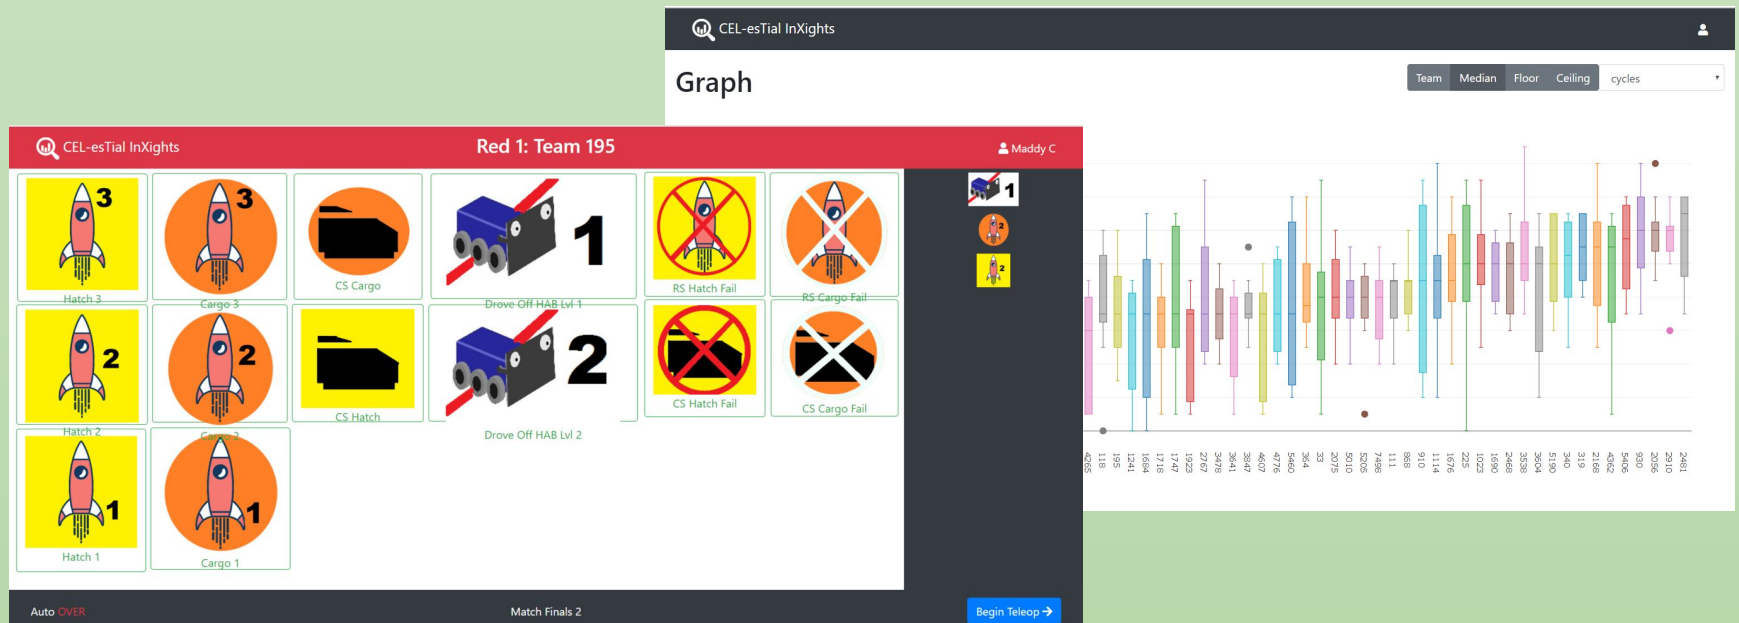 CEL-esTial InXights
Graph
Team Median Floor Ceiling cycles
CEL-esTial InXights
Red 1: Team 195
Maddy C
3
Hatch 3
3
Cargo 3
CS Cargo
1
Drove Off HAB Lvl 1
RS Hatch Fail
RS Cargo Fail
1
2
2
2
Hatch 2
2
Cargo 2
CS Hatch
2
Drove Off HAB Lvl 2
CS Hatch Fail
CS Cargo Fail
1
Hatch 1
1
Cargo 1
Auto OVER
Match Finals 2
Begin Teleop
4265
118
195
1241
1684
1718
1747
1923
2767
3478
3641
3847
4607
4776
5460
364
33
2075
5010
5205
7498
111
868
910
1114
1676
225
1023
1690
2468
3538
3604
5190
340
319
2168
4362
5406
930
2056
2910
2481